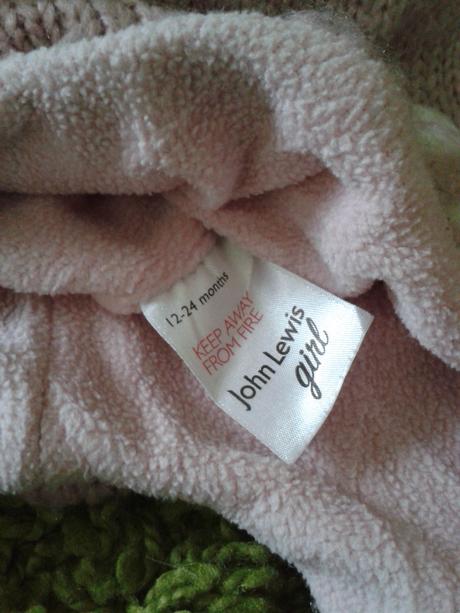 12-24 months
KEEP AWAY
FROM FIRE
John Lewis
girl